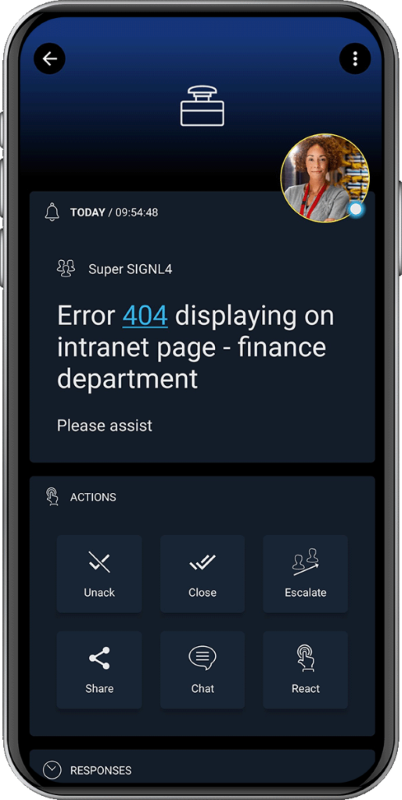 TODAY / 09:54:48
Super SIGNL4
Error 404 displaying on
intranet page - finance
department
Please assist
ACTIONS
Unack
Close
Escalate
Share
Chat
React
RESPONSES